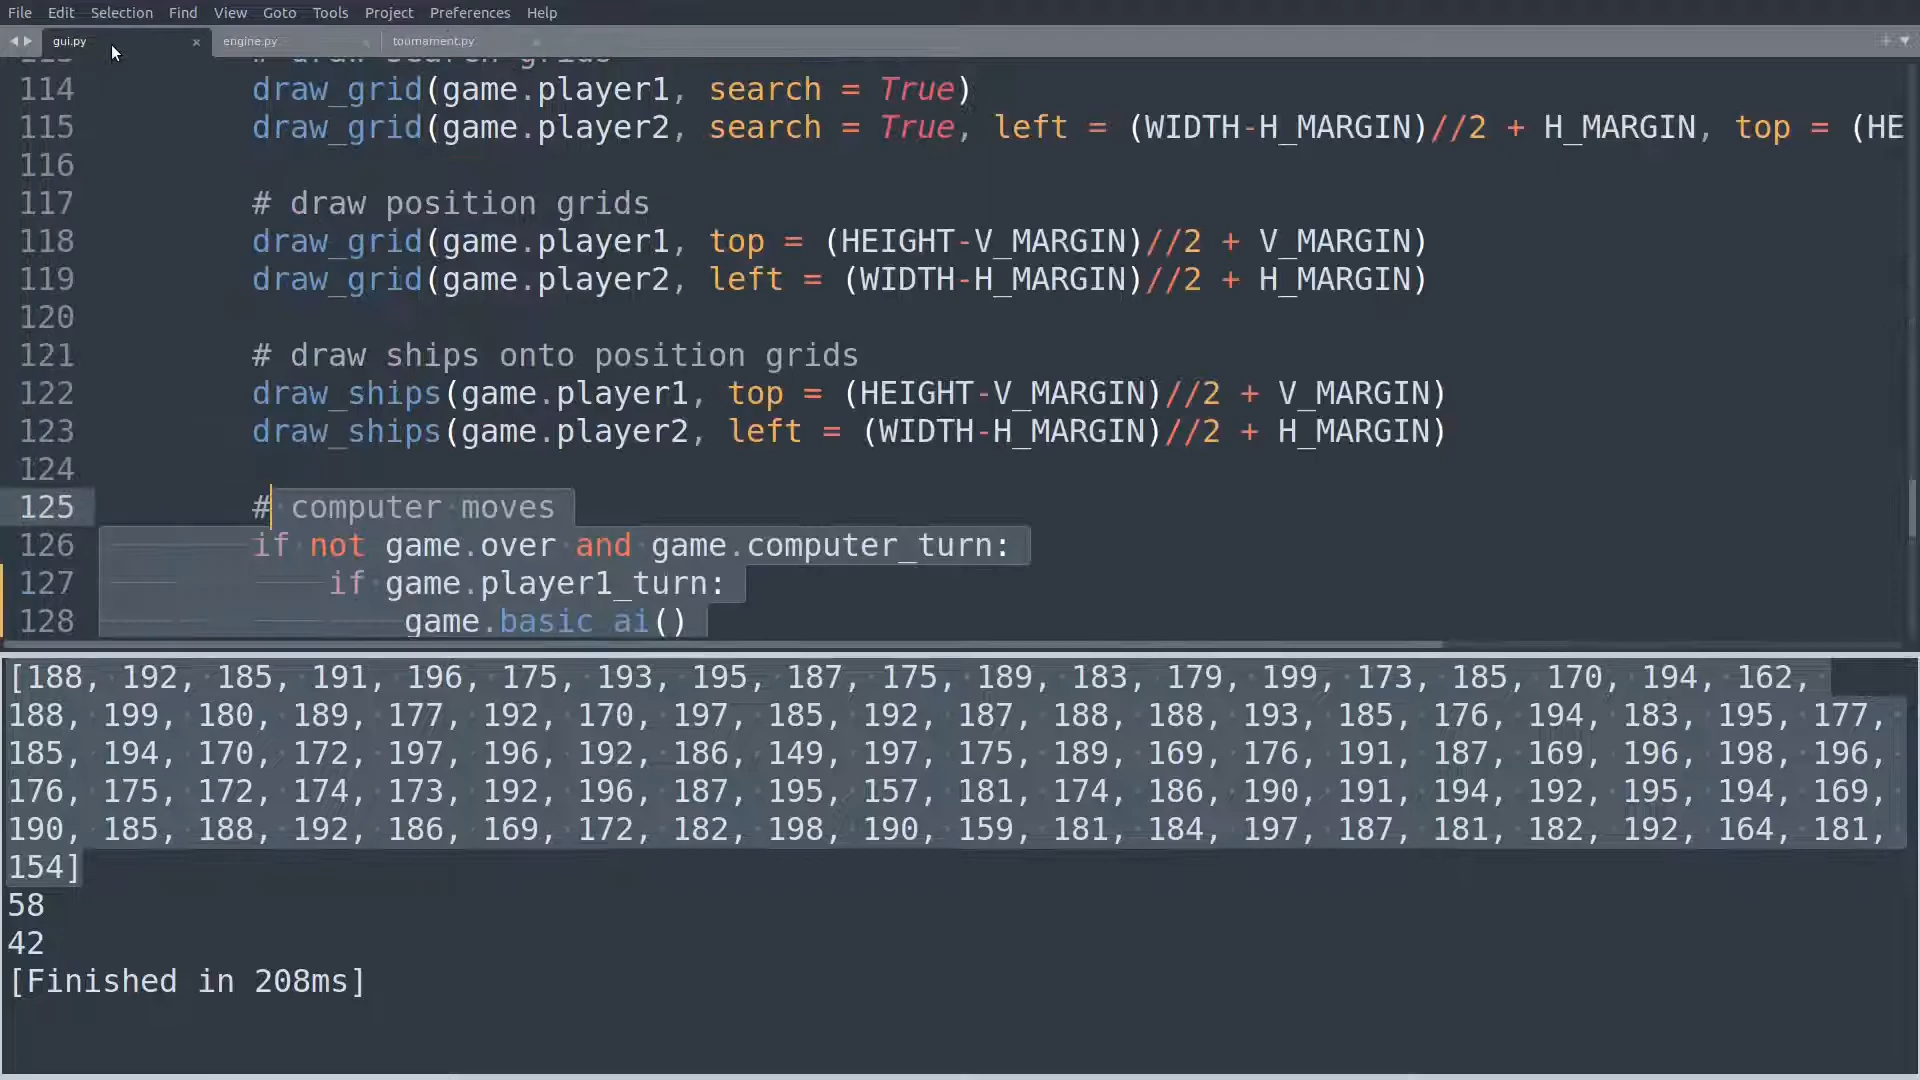 File Edit Selection Find View Goto Tools Project Preferences Help
gui.py × engine.py × tournament.py ×
113 # draw search grids
114 draw_grid(game.player1, search = True)
115 draw_grid(game.player2, search = True, left = (WIDTH-H_MARGIN)//2 + H_MARGIN, top = (HE
116
117 # draw position grids
118 draw_grid(game.player1, top = (HEIGHT-V_MARGIN)//2 + V_MARGIN)
119 draw_grid(game.player2, left = (WIDTH-H_MARGIN)//2 + H_MARGIN)
120
121 # draw ships onto position grids
122 draw_ships(game.player1, top = (HEIGHT-V_MARGIN)//2 + V_MARGIN)
123 draw_ships(game.player2, left = (WIDTH-H_MARGIN)//2 + H_MARGIN)
124
125 # computer moves
126 if not game.over and game.computer_turn:
127 if game.player1_turn:
128 game.basic_ai()
[188, 192, 185, 191, 196, 175, 193, 195, 187, 175, 189, 183, 179, 199, 173, 185, 170, 194, 162,
188, 199, 180, 189, 177, 192, 170, 197, 185, 192, 187, 188, 188, 193, 185, 176, 194, 183, 195, 177,
185, 194, 170, 172, 197, 196, 192, 186, 149, 197, 175, 189, 169, 176, 191, 187, 169, 196, 198, 196,
176, 175, 172, 174, 173, 192, 196, 187, 195, 157, 181, 174, 186, 190, 191, 194, 192, 195, 194, 169,
190, 185, 188, 192, 186, 169, 172, 182, 198, 190, 159, 181, 184, 197, 187, 181, 182, 192, 164, 181,
154]
58
42
[Finished in 208ms]